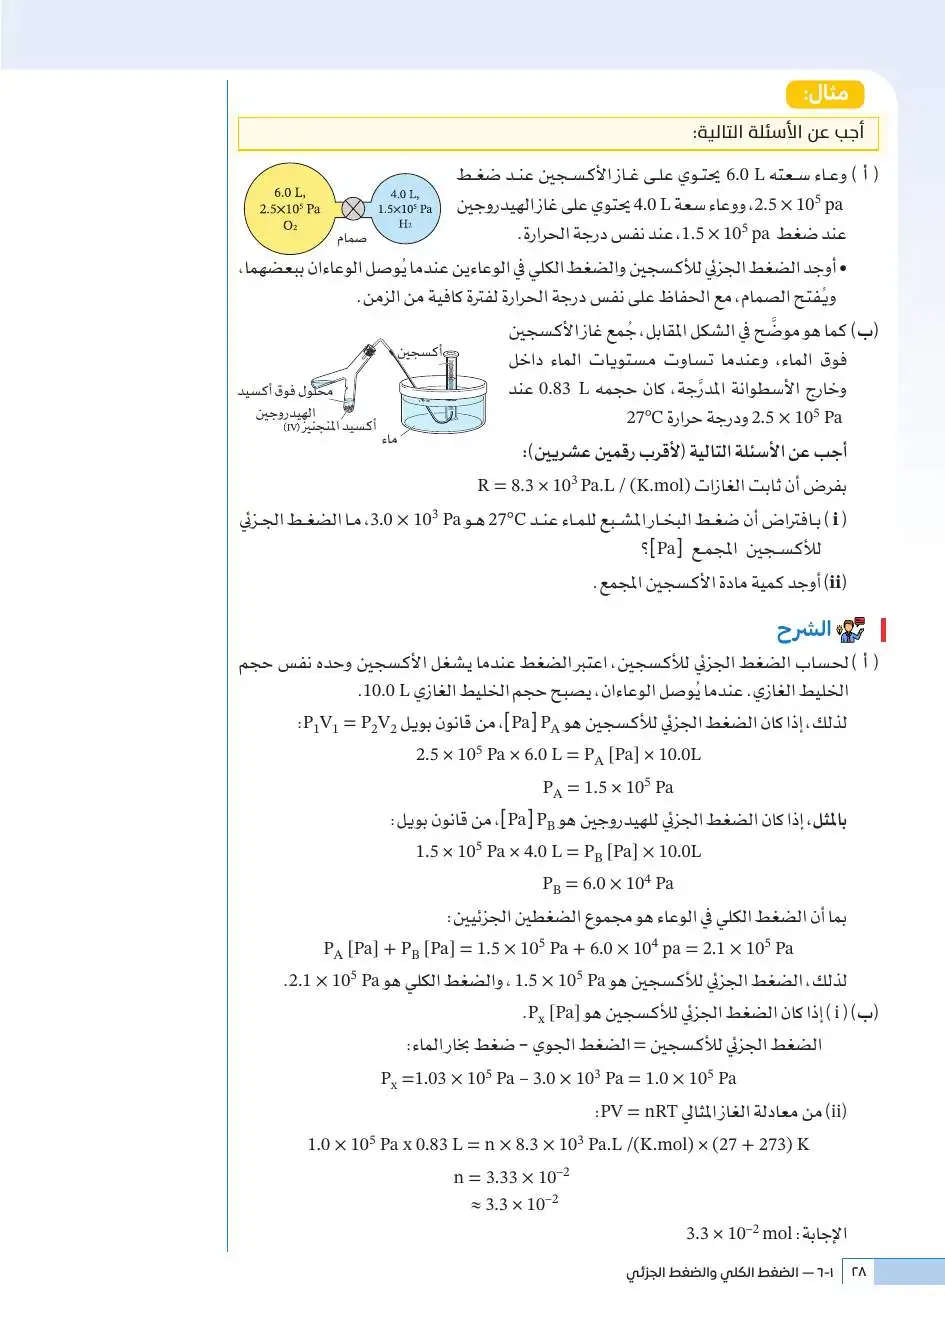 مثال:
أجب عن الأسئلة التالية:
( أ ) وعاء سعته 6.0 L يحتوي على غاز الأكسجين عند ضغط
2.5 × 10⁵ pa، ووعاء سعة 4.0 L يحتوي على غاز الهيدروجين
عند ضغط 1.5 × 10⁵ pa، عند نفس درجة الحرارة.
6.0 L,
2.5×10⁵ Pa
O₂
4.0 L,
1.5×10⁵ Pa
H₂
صمام
• أوجد الضغط الجزئي للأكسجين والضغط الكلي في الوعاءين عندما يُوصل الوعاءان ببعضهما،
ويُفتح الصمام، مع الحفاظ على نفس درجة الحرارة لفترة كافية من الزمن.
(ب) كما هو موضَّح في الشكل المقابل، جُمع غاز الأكسجين
فوق الماء، وعندما تساوت مستويات الماء داخل
وخارج الأسطوانة المدرَّجة، كان حجمه 0.83 L عند
2.5 × 10⁵ Pa ودرجة حرارة 27°C
أكسجين
محلول فوق أكسيد
الهيدروجين
أكسيد المنجنيز (IV)
ماء
أجب عن الأسئلة التالية (لأقرب رقمين عشريين):
بفرض أن ثابت الغازات R = 8.3 × 10³ Pa.L / (K.mol)
( i ) بافتراض أن ضغط البخار المشبع للماء عند 27°C هو 3.0 × 10³ Pa، ما الضغط الجزئي
للأكسجين المجمع [Pa]؟
(ii) أوجد كمية مادة الأكسجين المجمع.
الشرح
( أ ) لحساب الضغط الجزئي للأكسجين، اعتبر الضغط عندما يشغل الأكسجين وحده نفس حجم
الخليط الغازي. عندما يُوصل الوعاءان، يصبح حجم الخليط الغازي 10.0 L.
لذلك، إذا كان الضغط الجزئي للأكسجين هو P_A [Pa]، من قانون بويل P₁V₁ = P₂V₂:
2.5 × 10⁵ Pa × 6.0 L = P_A [Pa] × 10.0L
P_A = 1.5 × 10⁵ Pa
بالمثل، إذا كان الضغط الجزئي للهيدروجين هو P_B [Pa]، من قانون بويل:
1.5 × 10⁵ Pa × 4.0 L = P_B [Pa] × 10.0L
P_B = 6.0 × 10⁴ Pa
بما أن الضغط الكلي في الوعاء هو مجموع الضغطين الجزئيين:
P_A [Pa] + P_B [Pa] = 1.5 × 10⁵ Pa + 6.0 × 10⁴ pa = 2.1 × 10⁵ Pa
لذلك، الضغط الجزئي للأكسجين هو 1.5 × 10⁵ Pa ، والضغط الكلي هو 2.1 × 10⁵ Pa.
(ب) ( i ) إذا كان الضغط الجزئي للأكسجين هو Pₓ [Pa].
الضغط الجزئي للأكسجين = الضغط الجوي – ضغط بخار الماء:
Pₓ =1.03 × 10⁵ Pa – 3.0 × 10³ Pa = 1.0 × 10⁵ Pa
(ii) من معادلة الغاز المثالي PV = nRT:
1.0 × 10⁵ Pa x 0.83 L = n × 8.3 × 10³ Pa.L /(K.mol) × (27 + 273) K
n = 3.33 × 10⁻²
≈ 3.3 × 10⁻²
الإجابة: 3.3 × 10⁻² mol
٢٨ ١-٦ — الضغط الكلي والضغط الجزئي